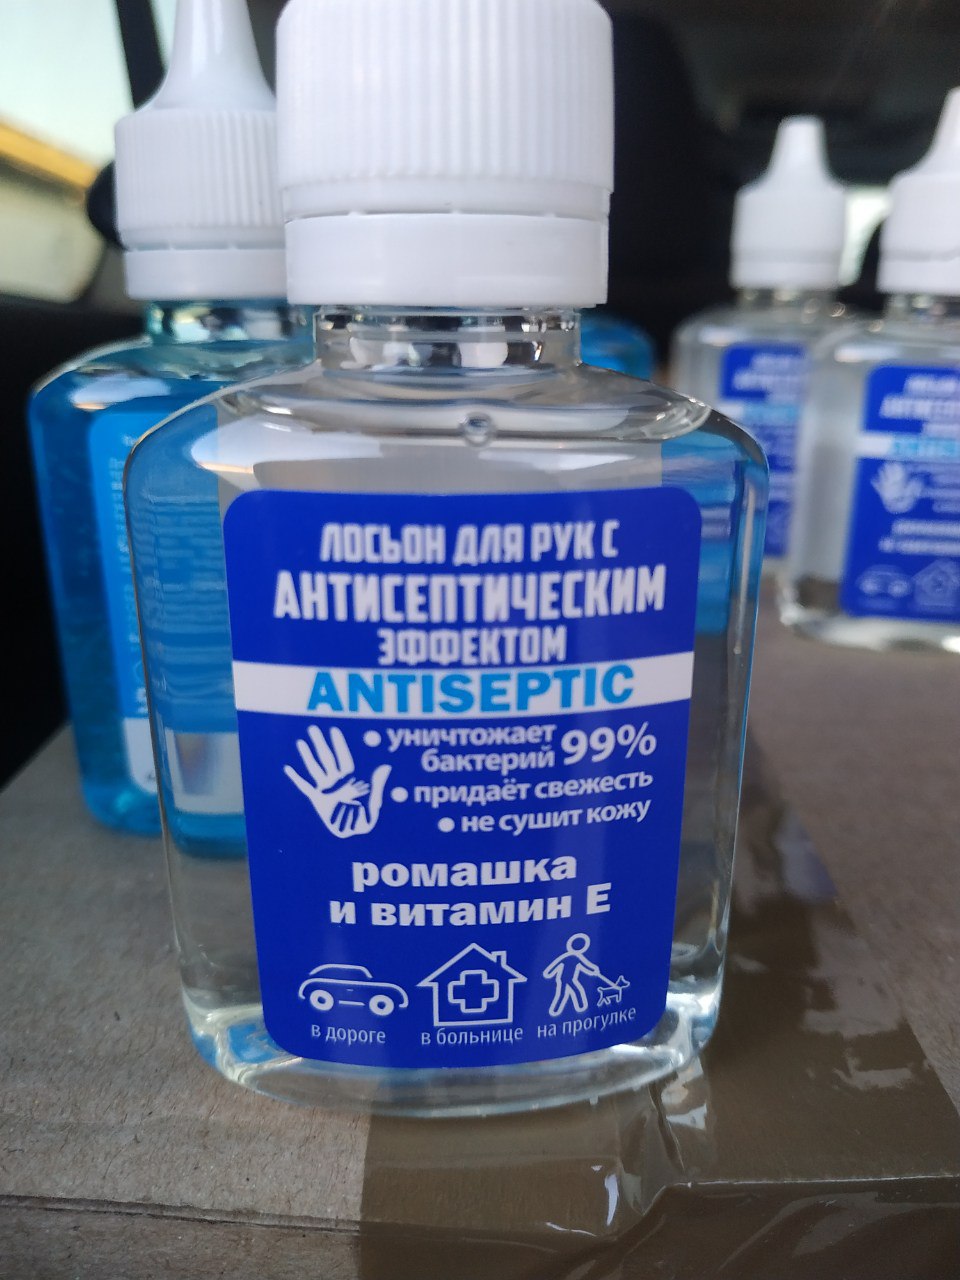 ЛОСЬОН ДЛЯ РУК С
АНТИСЕПТИЧЕСКИМ
ЭФФЕКТОМ
ANTISEPTIC
• уничтожает
бактерий 99%
• придаёт свежесть
• не сушит кожу
ромашка
и витамин Е
в дороге
в больнице
на прогулке